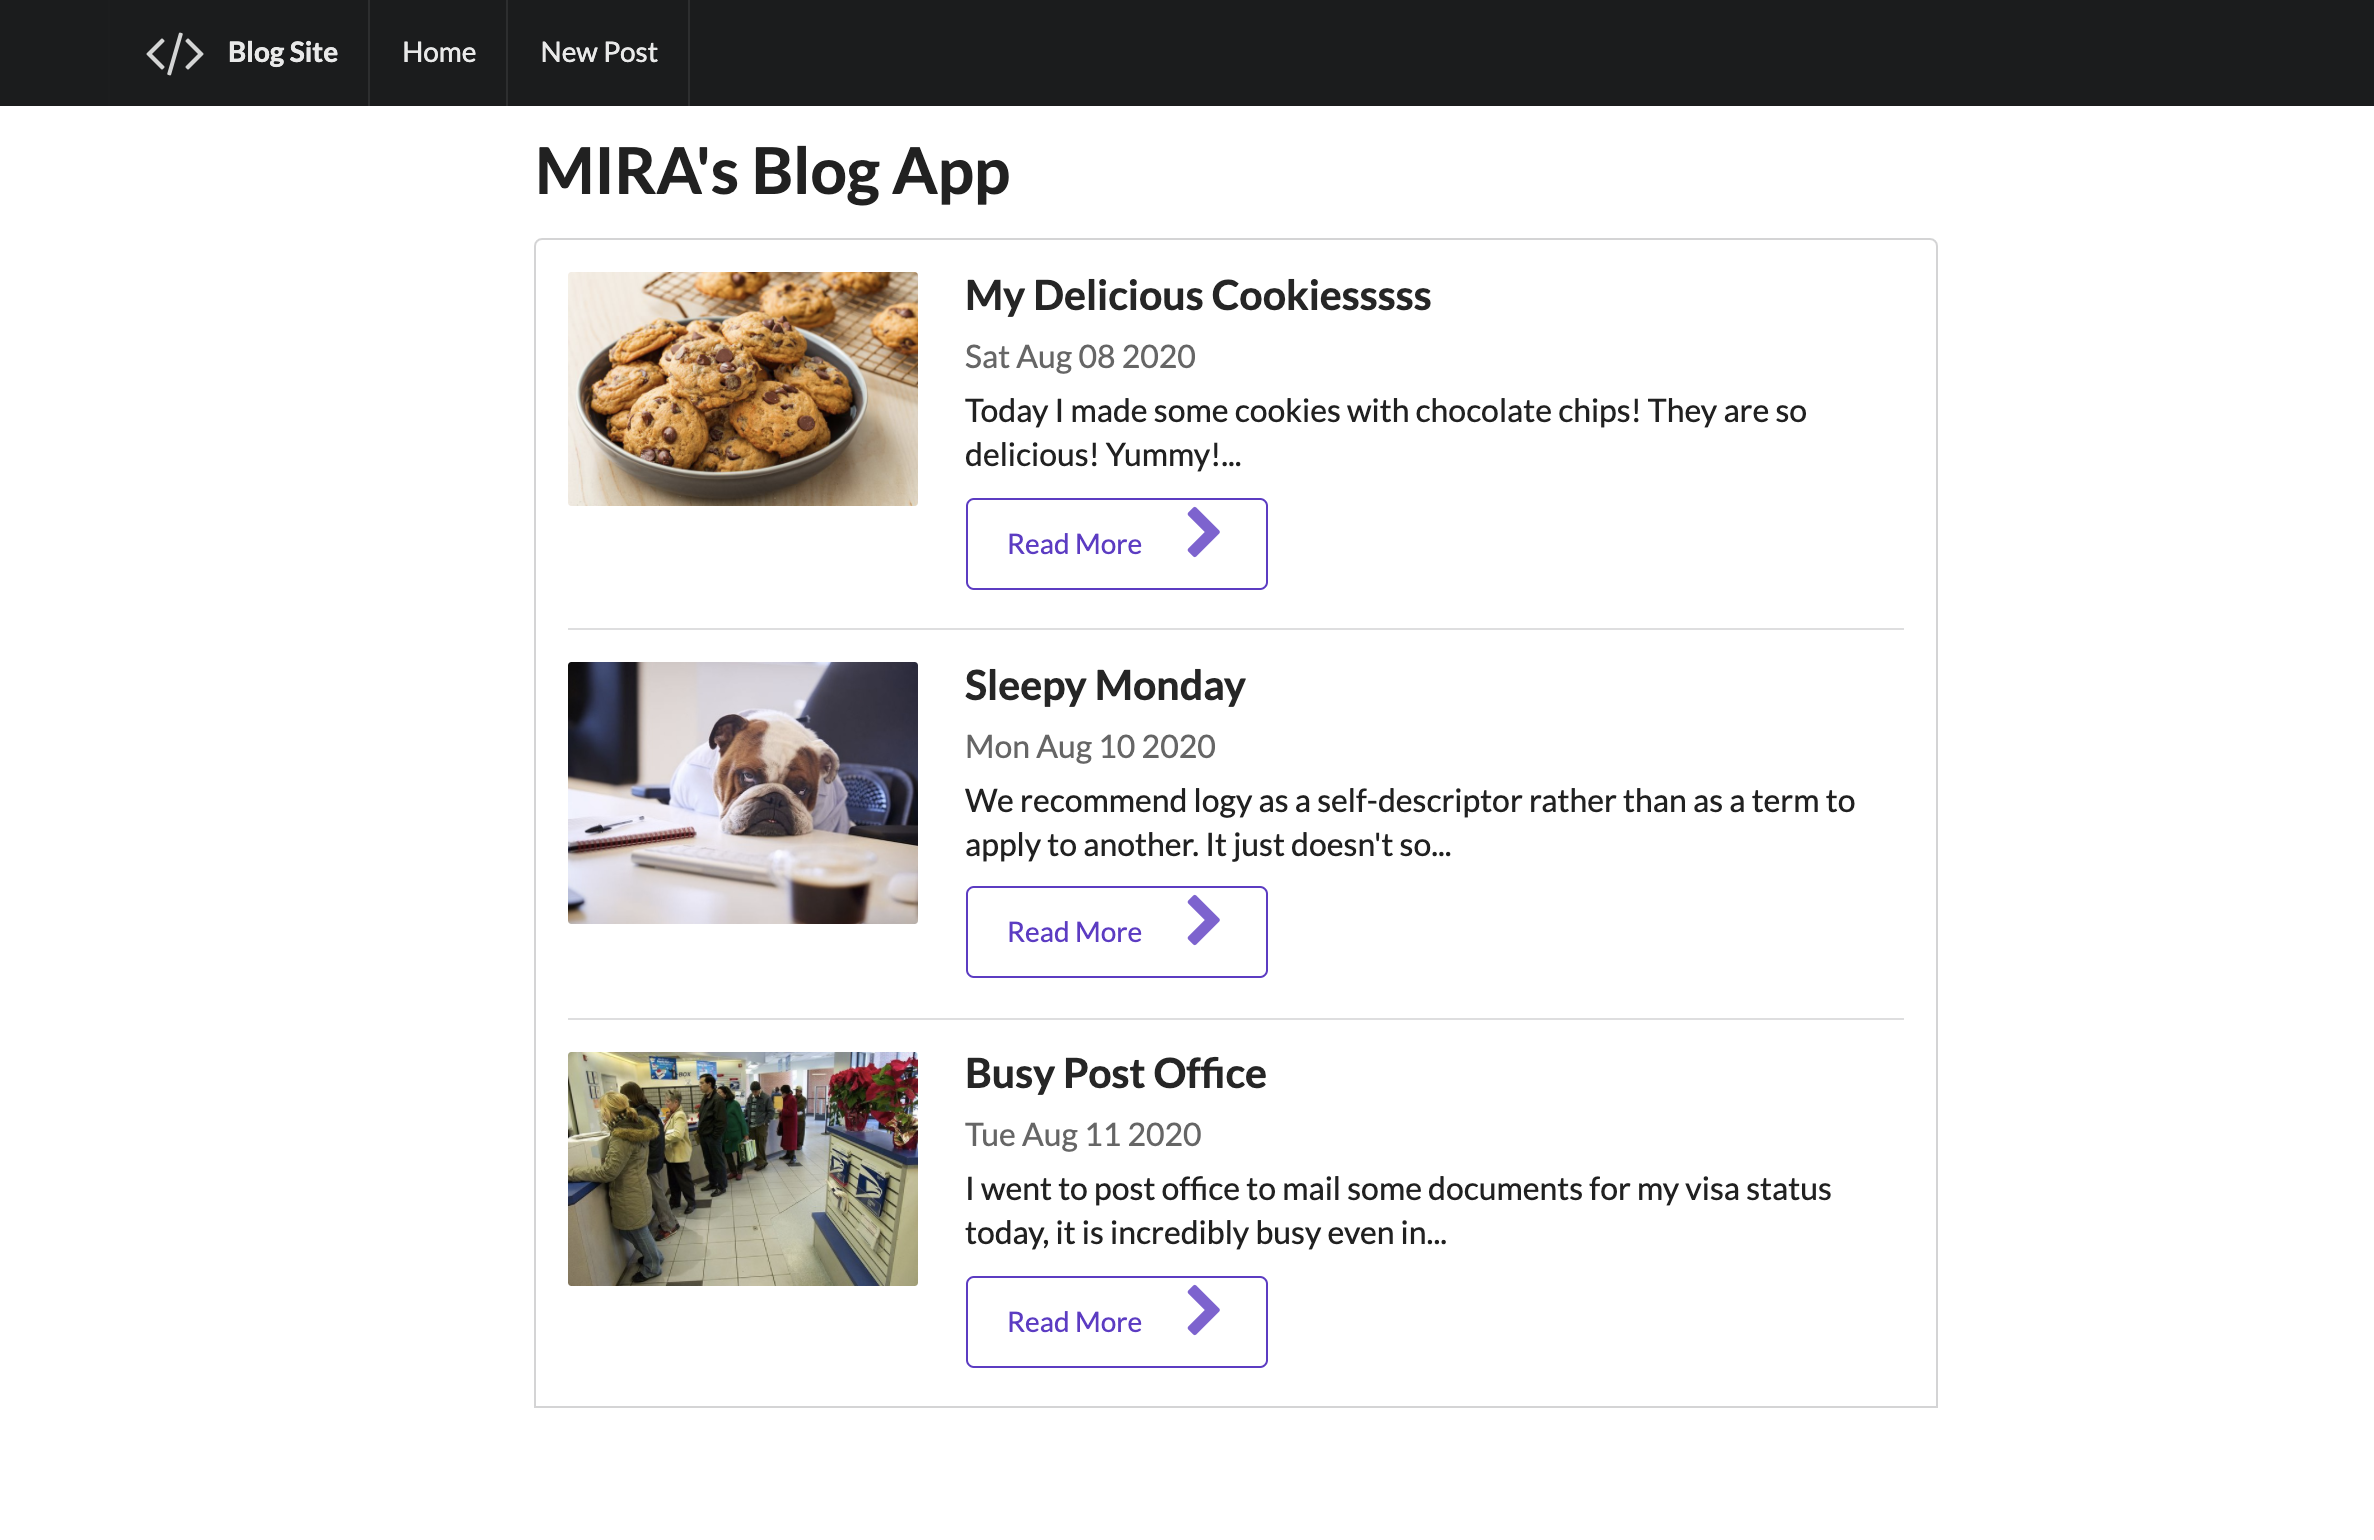 </> Blog Site Home New Post
MIRA's Blog App
My Delicious Cookiesssss
Sat Aug 08 2020
Today I made some cookies with chocolate chips! They are so
delicious! Yummy!...
Read More
Sleepy Monday
Mon Aug 10 2020
We recommend logy as a self-descriptor rather than as a term to
apply to another. It just doesn't so...
Read More
BOX
Busy Post Office
Tue Aug 11 2020
I went to post office to mail some documents for my visa status
today, it is incredibly busy even in...
Read More